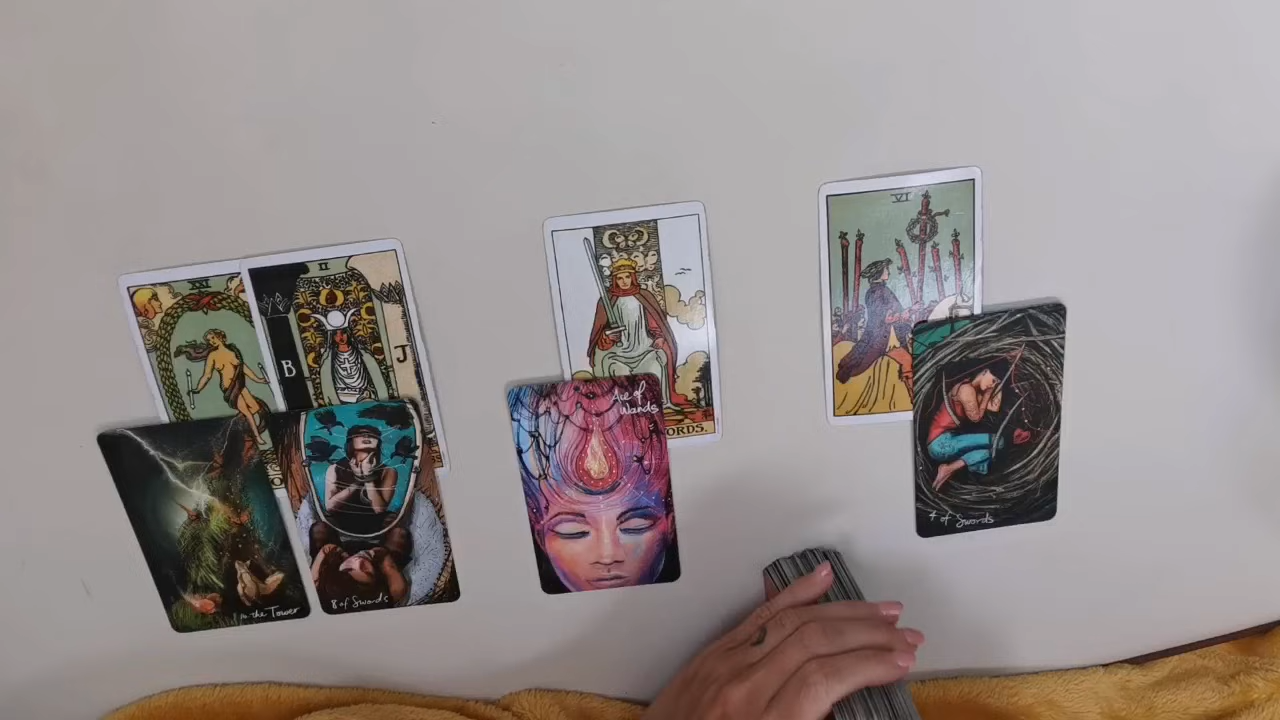 XXI
II
B
J
VI
Ace of
Wands
ORDS.
the Tower
8 of Swords
4 of Swords